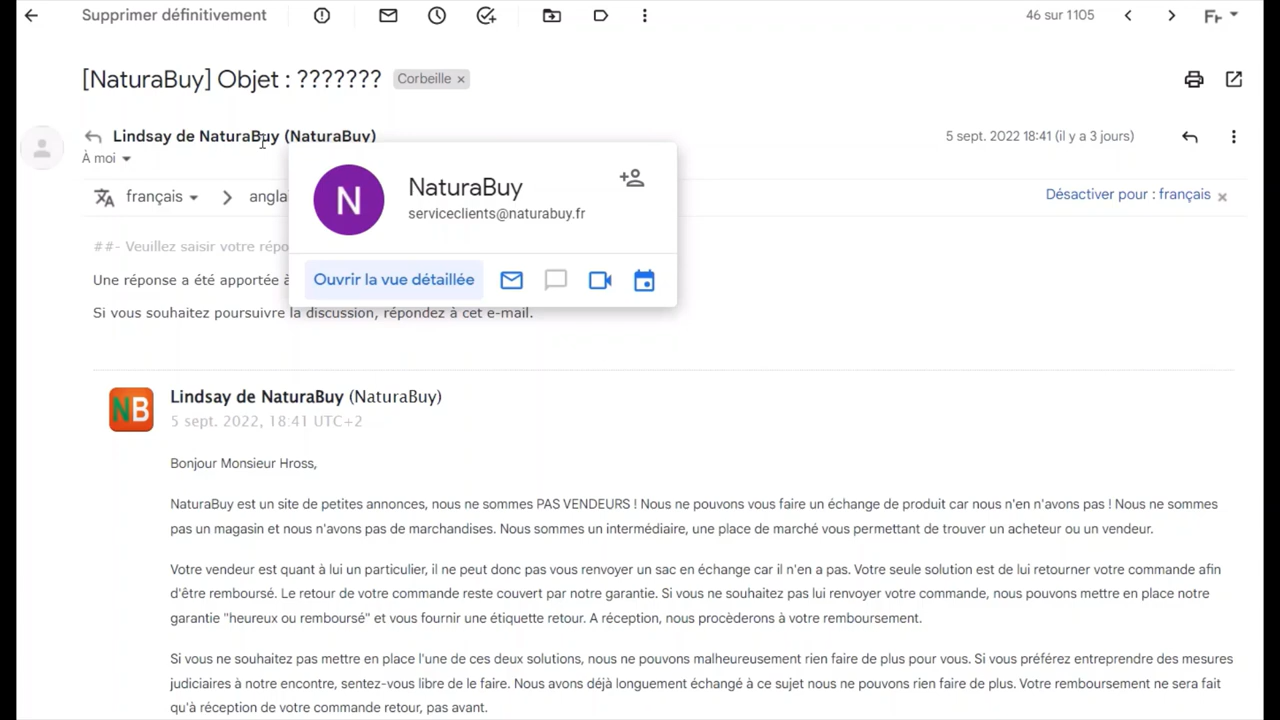 Supprimer définitivement
46 sur 1105
[NaturaBuy] Objet : ??????? Corbeille ×
Lindsay de NaturaBuy (NaturaBuy)
5 sept. 2022 18:41 (il y a 3 jours)
À moi
français > angla
Désactiver pour : français ×
NaturaBuy
serviceclients@naturabuy.fr
Ouvrir la vue détaillée
##- Veuillez saisir votre répo
Une réponse a été apportée à
Si vous souhaitez poursuivre la discussion, répondez à cet e-mail.
NB
N
Lindsay de NaturaBuy (NaturaBuy)
5 sept. 2022, 18:41 UTC+2
Bonjour Monsieur Hross,
NaturaBuy est un site de petites annonces, nous ne sommes PAS VENDEURS ! Nous ne pouvons vous faire un échange de produit car nous n'en n'avons pas ! Nous ne sommes
pas un magasin et nous n'avons pas de marchandises. Nous sommes un intermédiaire, une place de marché vous permettant de trouver un acheteur ou un vendeur.
Votre vendeur est quant à lui un particulier, il ne peut donc pas vous renvoyer un sac en échange car il n'en a pas. Votre seule solution est de lui retourner votre commande afin
d'être remboursé. Le retour de votre commande reste couvert par notre garantie. Si vous ne souhaitez pas lui renvoyer votre commande, nous pouvons mettre en place notre
garantie "heureux ou remboursé" et vous fournir une étiquette retour. A réception, nous procèderons à votre remboursement.
Si vous ne souhaitez pas mettre en place l'une de ces deux solutions, nous ne pouvons malheureusement rien faire de plus pour vous. Si vous préférez entreprendre des mesures
judiciaires à notre encontre, sentez-vous libre de le faire. Nous avons déjà longuement échangé à ce sujet nous ne pouvons rien faire de plus. Votre remboursement ne sera fait
qu'à réception de votre commande retour, pas avant.